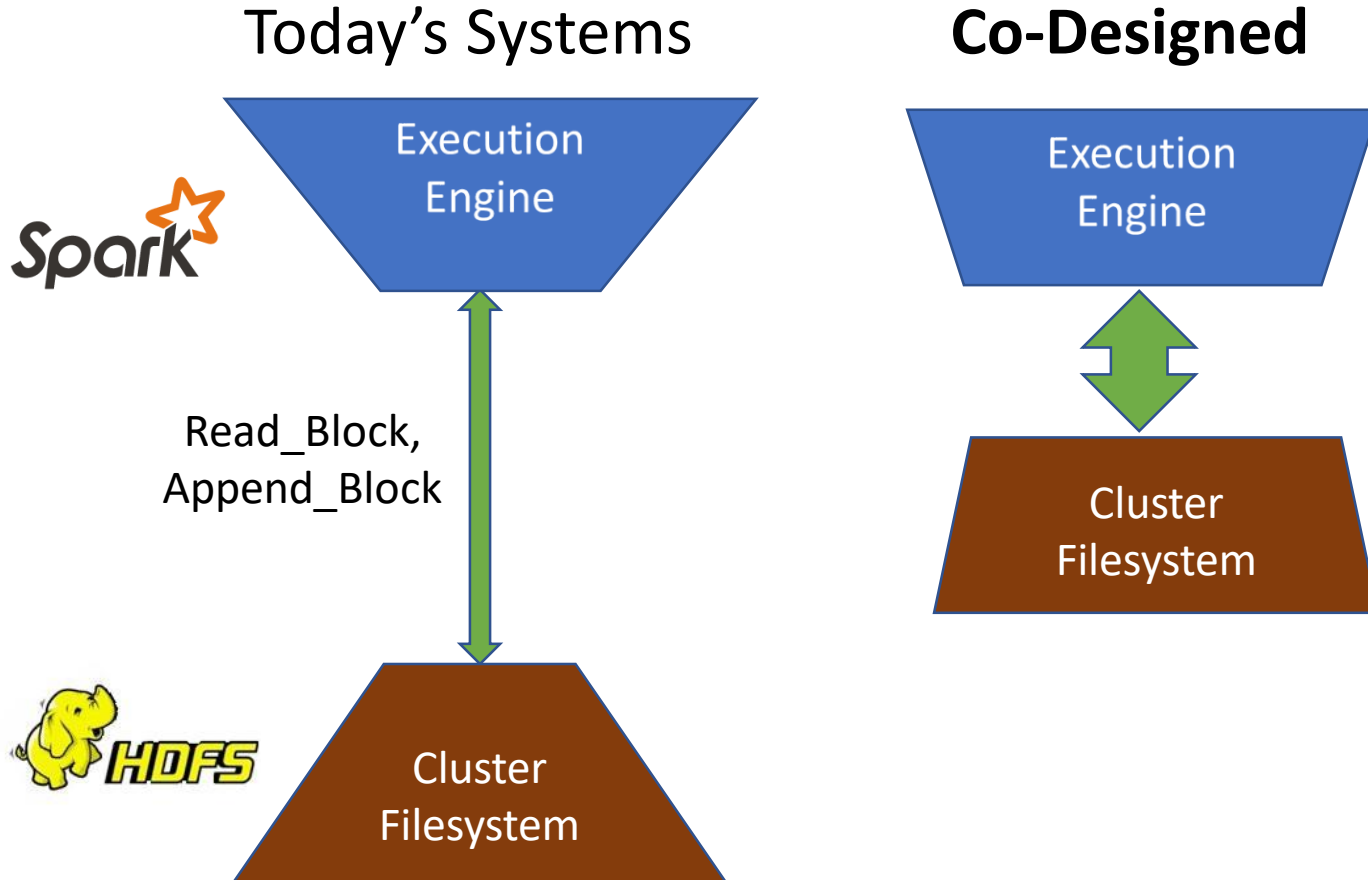 Today's Systems
Co-Designed
Execution
Engine
Execution
Engine
Spark
Read_Block,
Append_Block
Cluster
Filesystem
HDFS
Cluster
Filesystem